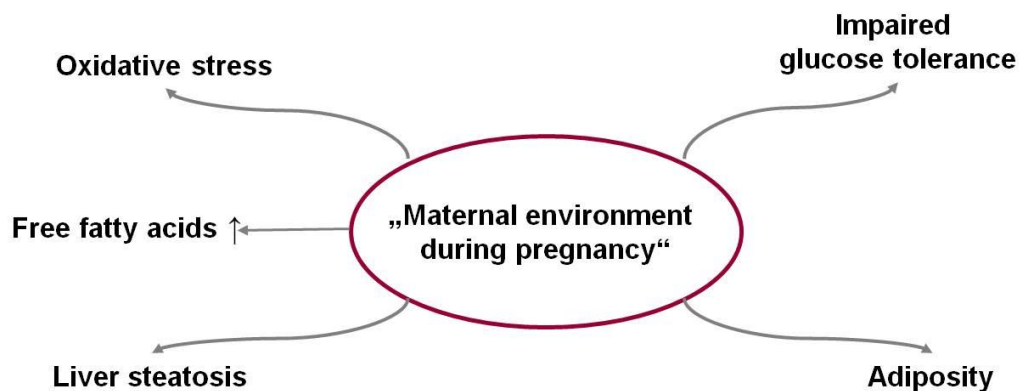 Impaired
glucose tolerance
Oxidative stress
„Maternal environment
during pregnancy“
Free fatty acids ↑
Liver steatosis
Adiposity